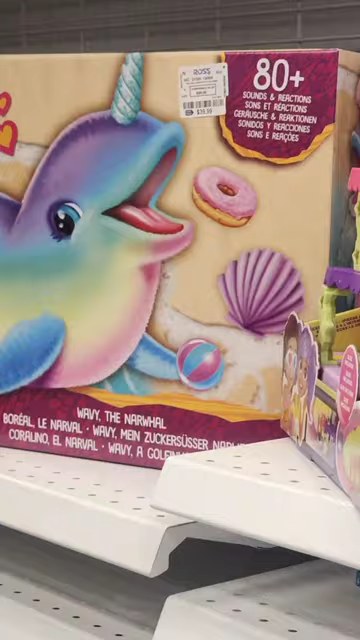 ROSS
$39.99
80+
SOUNDS & REACTIONS
SONS ET RÉACTIONS
GERÄUSCHE & REAKTIONEN
SONIDOS Y REACCIONES
SONS E REAÇÕES
WAVY, THE NARWHAL
BORÉAL, LE NARVAL · WAVY, MEIN ZUCKERSÜSSER
CORALINO, EL NARVAL · WAVY, A